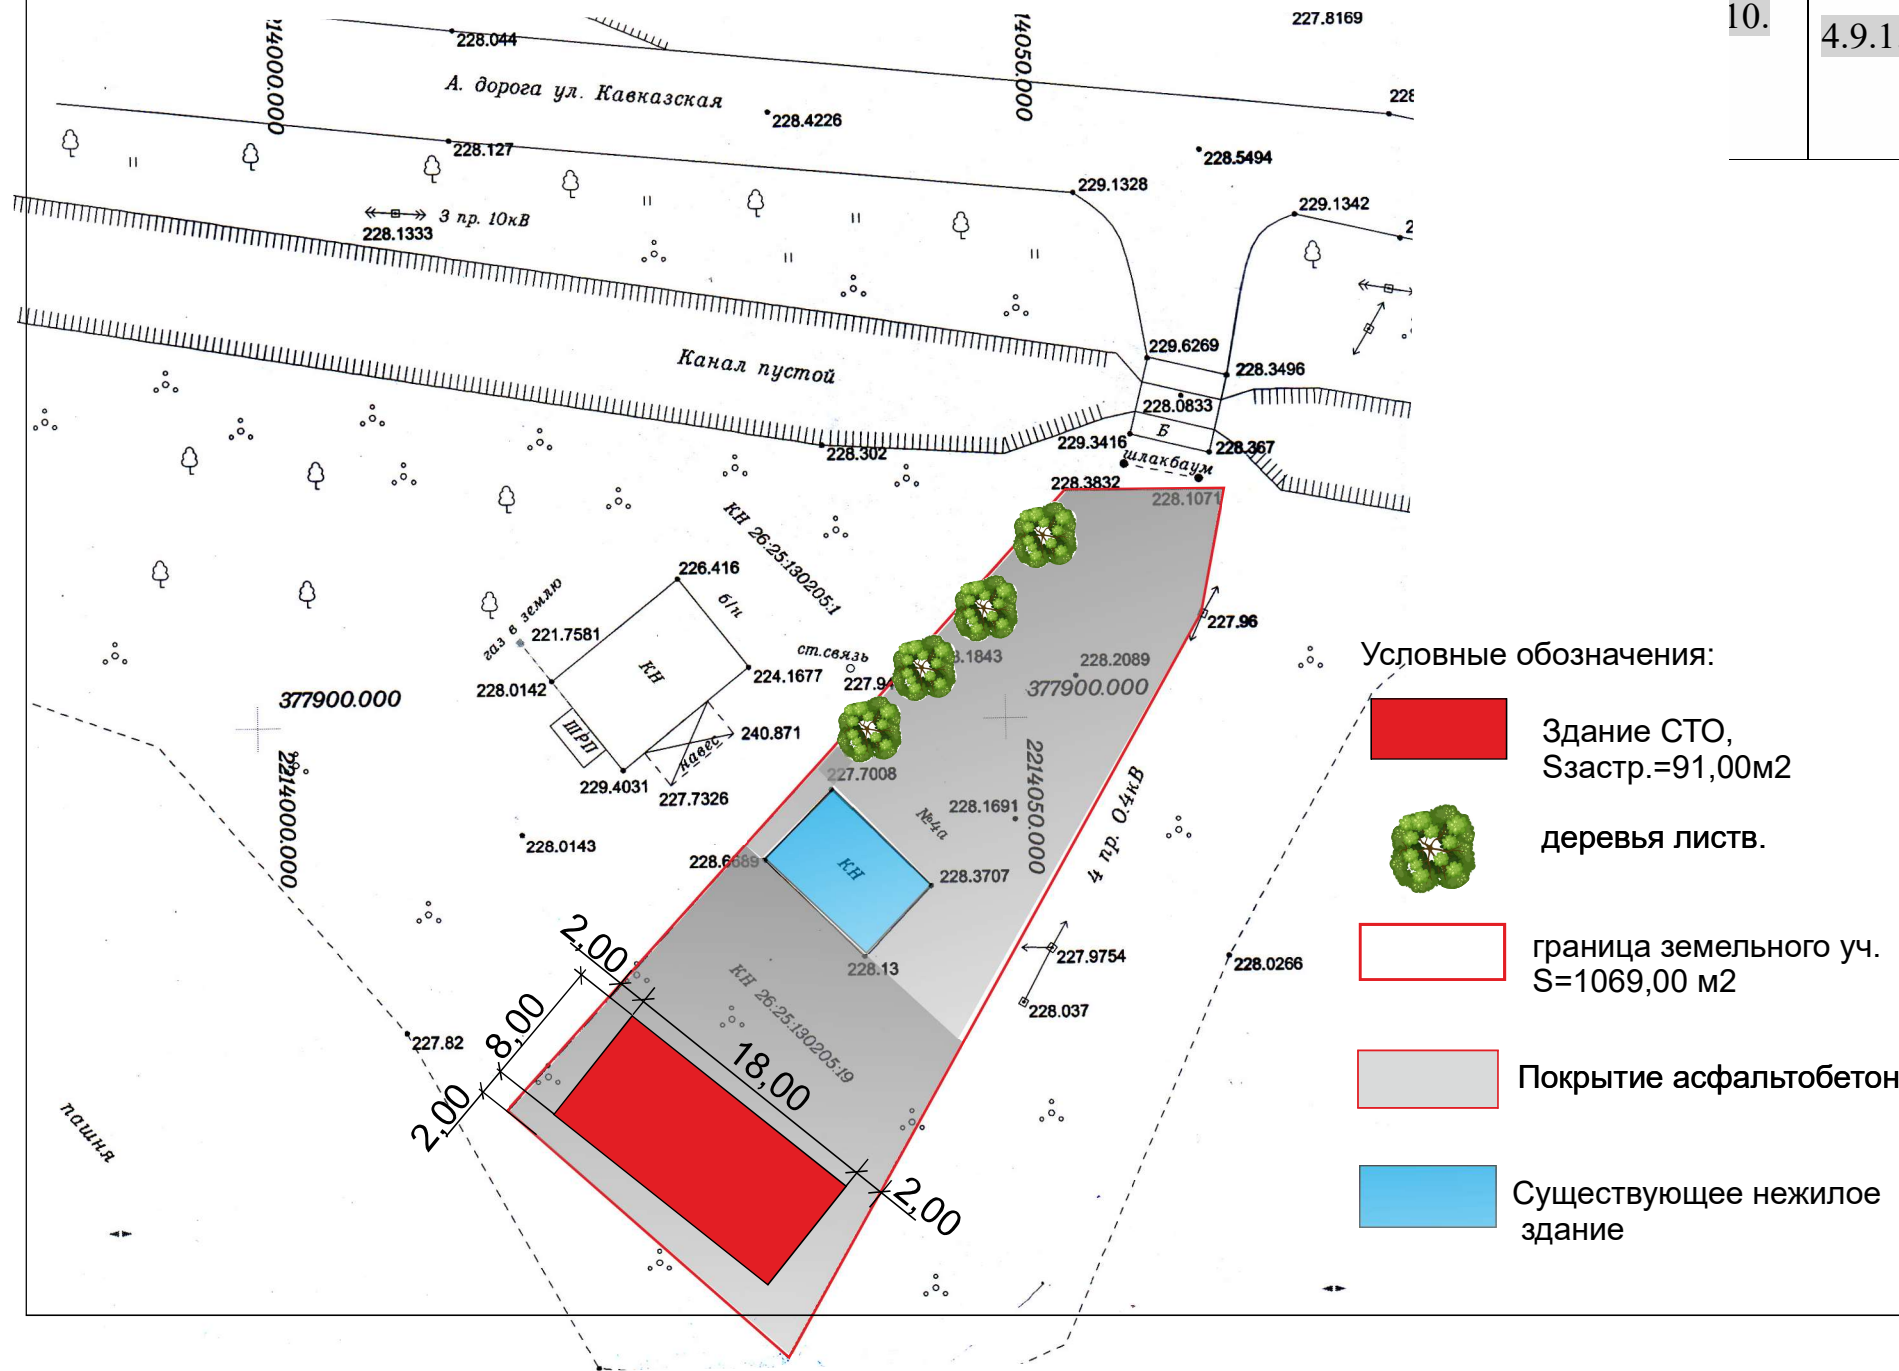 14000.000
228.044
14050.000
227.8169
10.
4.9.1
А. дорога ул. Кавказская
228.4226
228
228.127
228.5494
229.1328
229.1342
2
3 пр. 10кВ
228.1333
Канал пустой
229.6269
228.3496
228.0833
Б
229.3416
228.367
228.302
шлакбаум
228.3832
228.1071
КН 26:25:130205:1
226.416
б/н
газ в землю
221.7581
227.96
КН
ст.связь
224.1677
227.94
8.1843
228.2089
228.0142
377900.000
377900.000
ШРП
навес
240.871
229.4031
227.7326
227.7008
2214000.000
2214050.000
228.1691
№4а
4 пр. 0.4кВ
228.0143
228.6689
КН
228.3707
228.13
227.9754
228.0266
228.037
КН 26:25:130205:19
2,00
8,00
18,00
2,00
2,00
227.82
пашня
Условные обозначения:
Здание СТО,
Sзастр.=91,00м2
деревья листв.
граница земельного уч.
S=1069,00 м2
Покрытие асфальтобетон
Существующее нежилое
здание